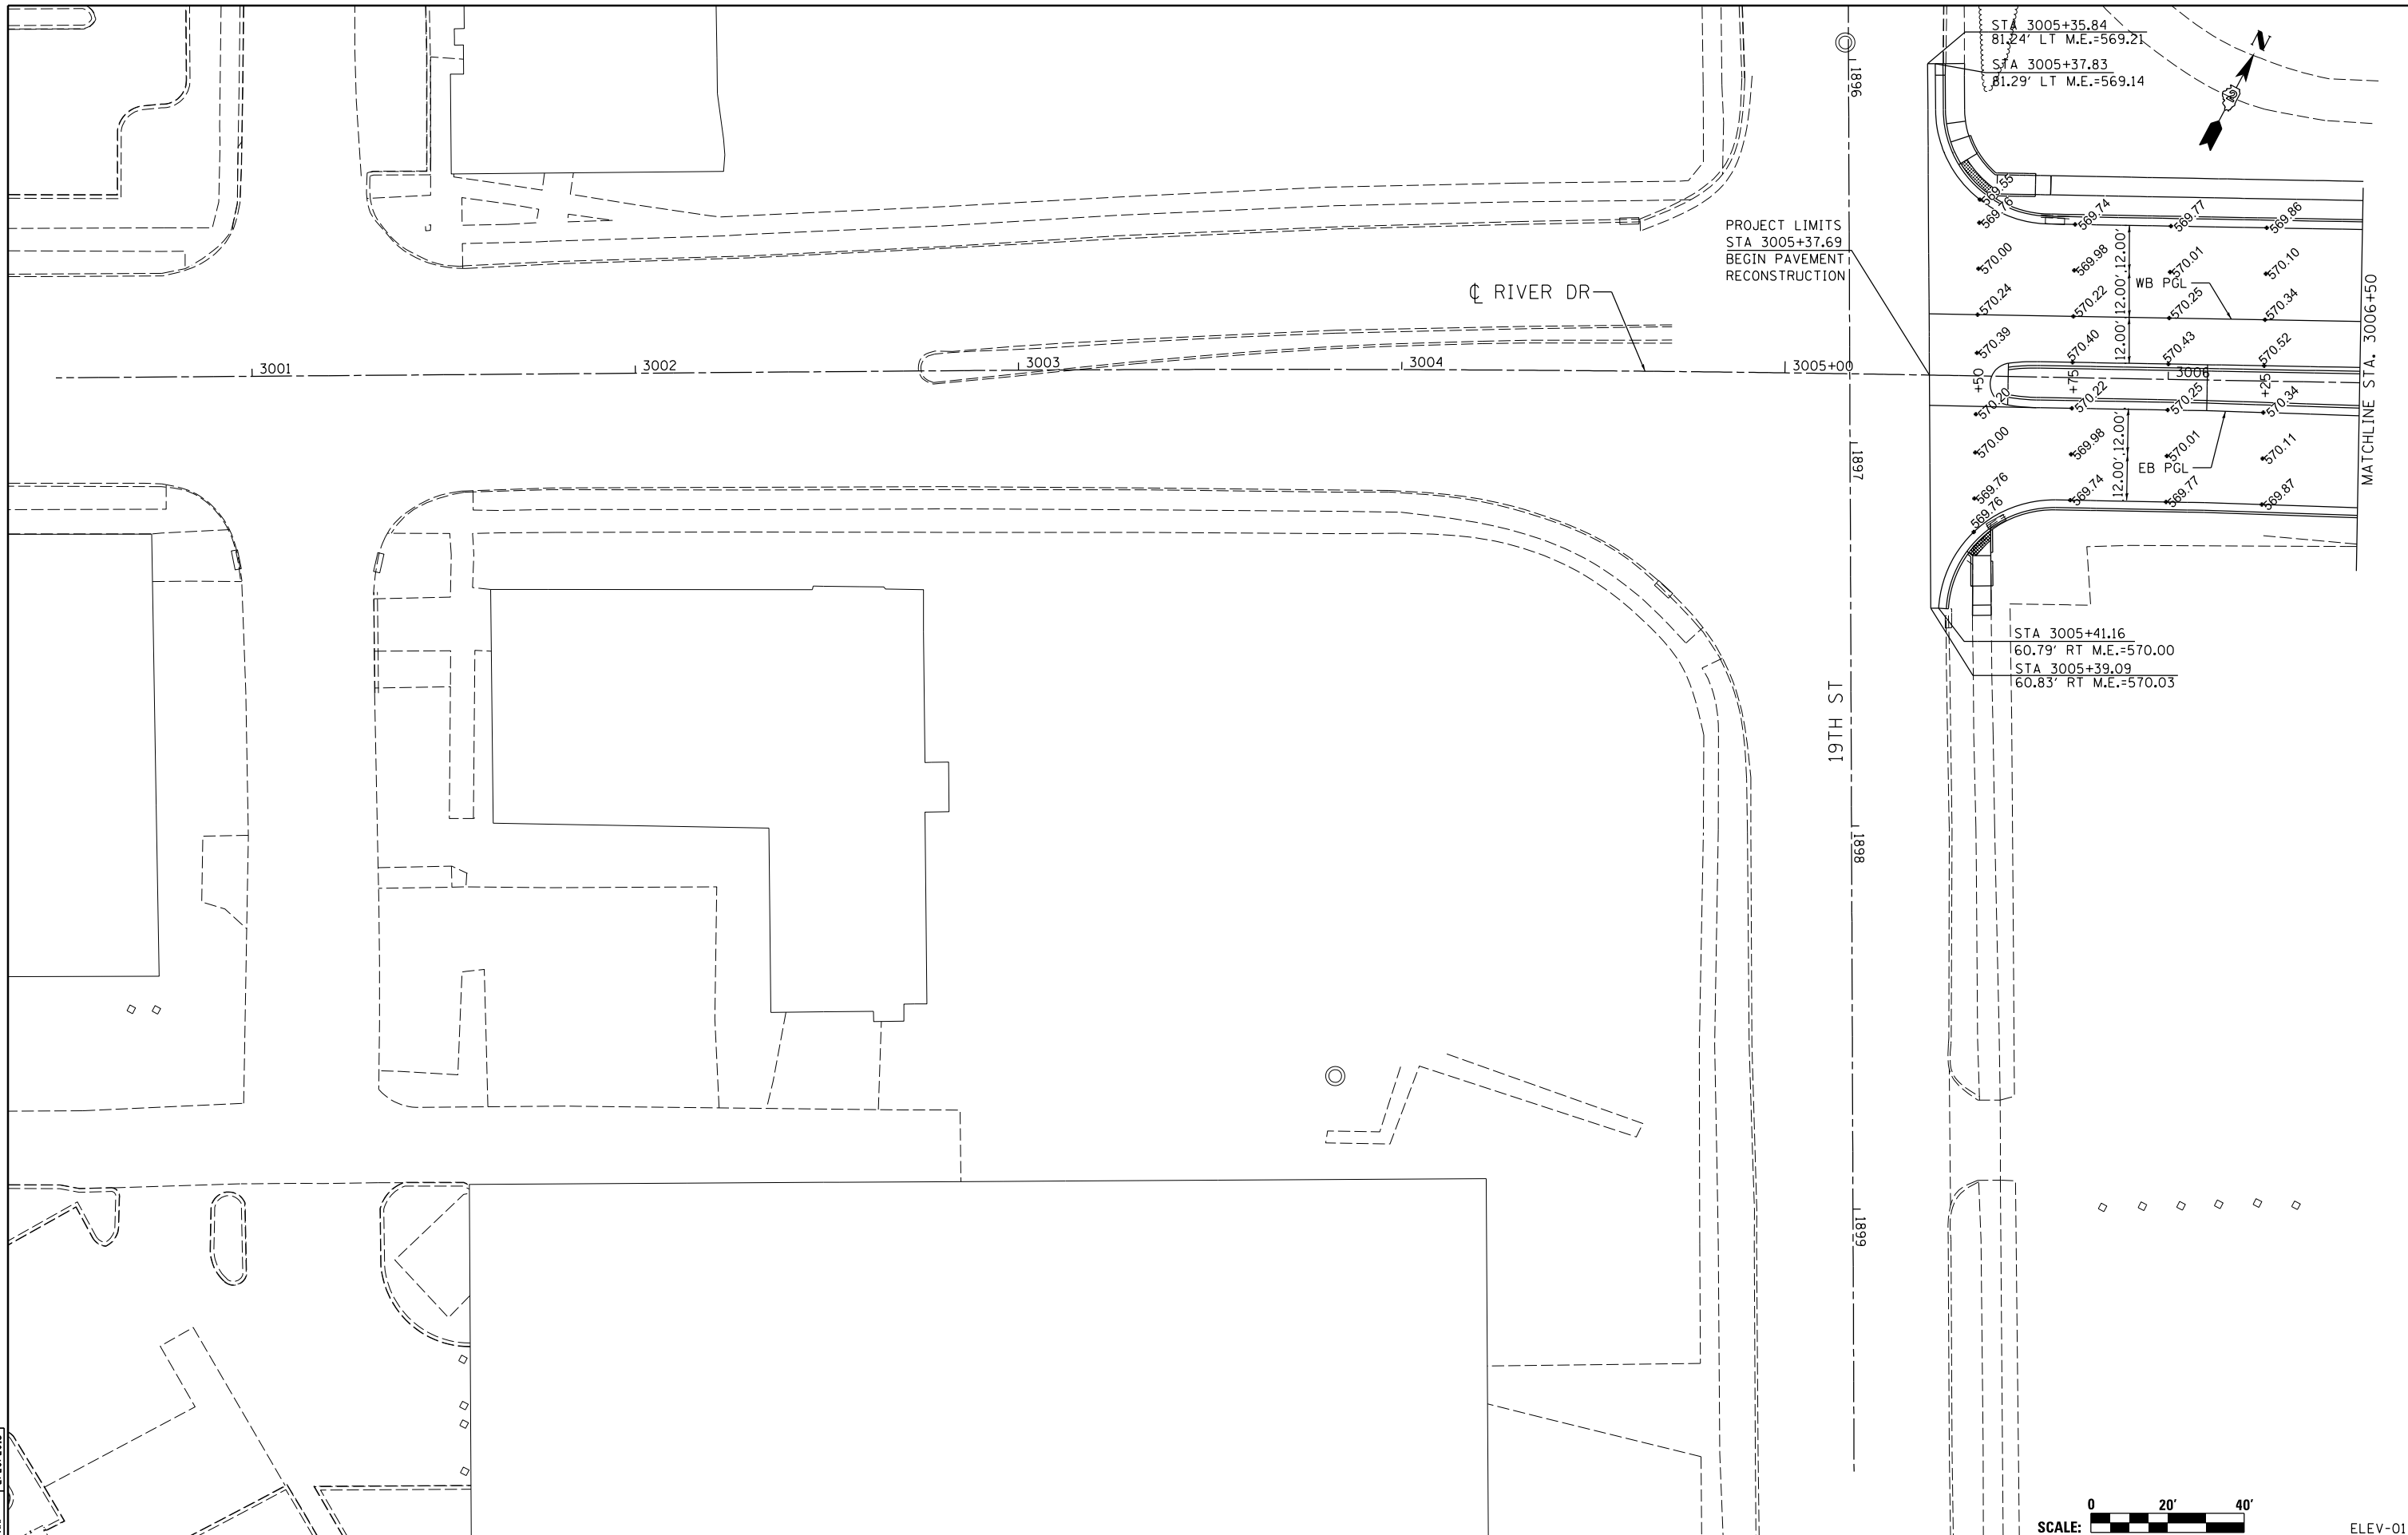 STA 3005+35.84
81.24' LT M.E.=569.21
STA 3005+37.83
81.29' LT M.E.=569.14
N
1896
PROJECT LIMITS
STA 3005+37.69
BEGIN PAVEMENT
RECONSTRUCTION
℄ RIVER DR
3001
3002
3003
3004
3005+00
3006
+50
+75
+25
569.55
569.76
569.74
569.77
569.86
570.00
569.98
570.01
570.10
570.24
570.22
570.25
570.34
570.39
570.40
570.43
570.52
12.00'
12.00'
12.00'
WB PGL
570.20
570.22
570.25
570.34
570.00
569.98
570.01
570.11
569.76
569.74
569.77
569.87
569.76
12.00'
12.00'
EB PGL
MATCHLINE STA. 3006+50
1897
STA 3005+41.16
60.79' RT M.E.=570.00
STA 3005+39.09
60.83' RT M.E.=570.03
19TH ST
1898
1899
SCALE:
0 20' 40'
ELEV-01